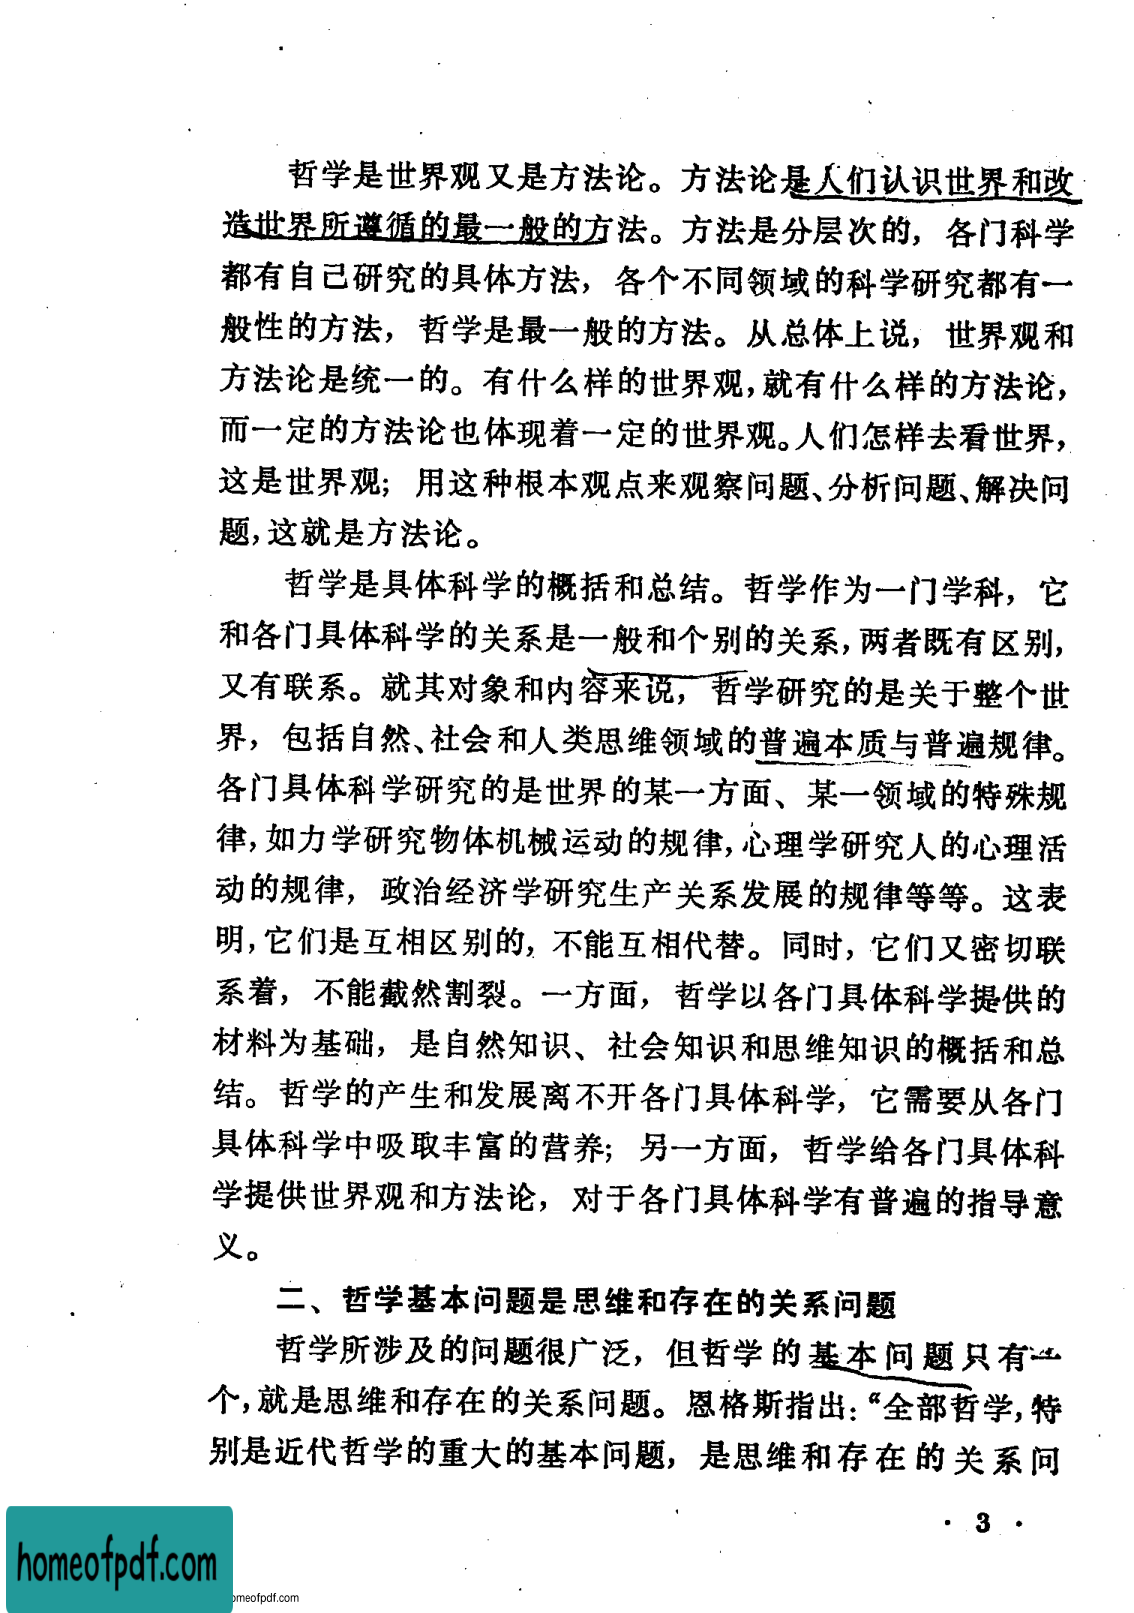 哲学是世界观又是方法论。方法论是人们认识世界和改
造世界所遵循的最一般的方法。方法是分层次的，各门科学
都有自己研究的具体方法，各个不同领域的科学研究都有一
般性的方法，哲学是最一般的方法。从总体上说，世界观和
方法论是统一的。有什么样的世界观，就有什么样的方法论，
而一定的方法论也体现着一定的世界观。人们怎样去看世界，
这是世界观；用这种根本观点来观察问题、分析问题、解决问
题，这就是方法论。
哲学是具体科学的概括和总结。哲学作为一门学科，它
和各门具体科学的关系是一般和个别的关系，两者既有区别，
又有联系。就其对象和内容来说，哲学研究的是关于整个世
界，包括自然、社会和人类思维领域的普遍本质与普遍规律。
各门具体科学研究的是世界的某一方面、某一领域的特殊规
律，如力学研究物体机械运动的规律，心理学研究人的心理活
动的规律，政治经济学研究生产关系发展的规律等等。这表
明，它们是互相区别的，不能互相代替。同时，它们又密切联
系着，不能截然割裂。一方面，哲学以各门具体科学提供的
材料为基础，是自然知识、社会知识和思维知识的概括和总
结。哲学的产生和发展离不开各门具体科学，它需要从各门
具体科学中吸取丰富的营养；另一方面，哲学给各门具体科
学提供世界观和方法论，对于各门具体科学有普遍的指导意
义。
二、哲学基本问题是思维和存在的关系问题
哲学所涉及的问题很广泛，但哲学的基本问题只有一
个，就是思维和存在的关系问题。恩格斯指出：“全部哲学，特
别是近代哲学的重大的基本问题，是思维和存在的关系问
· 3 ·
homeofpdf.com
omeofpdf.com